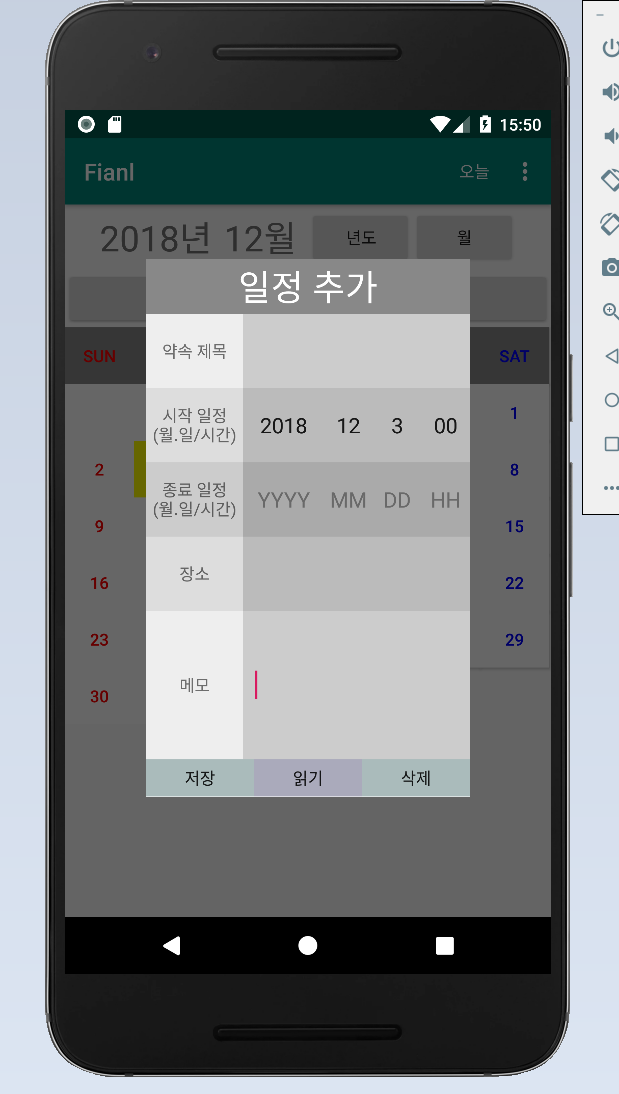 15:50
Fianl 오늘
2018년 12월 년도 월
일정 추가
SUN SAT
약속 제목
1
시작 일정
(월.일/시간) 2018 12 3 00
2 8
종료 일정
(월.일/시간) YYYY MM DD HH
9 15
장소
16 22
23 29
메모
30
저장 읽기 삭제